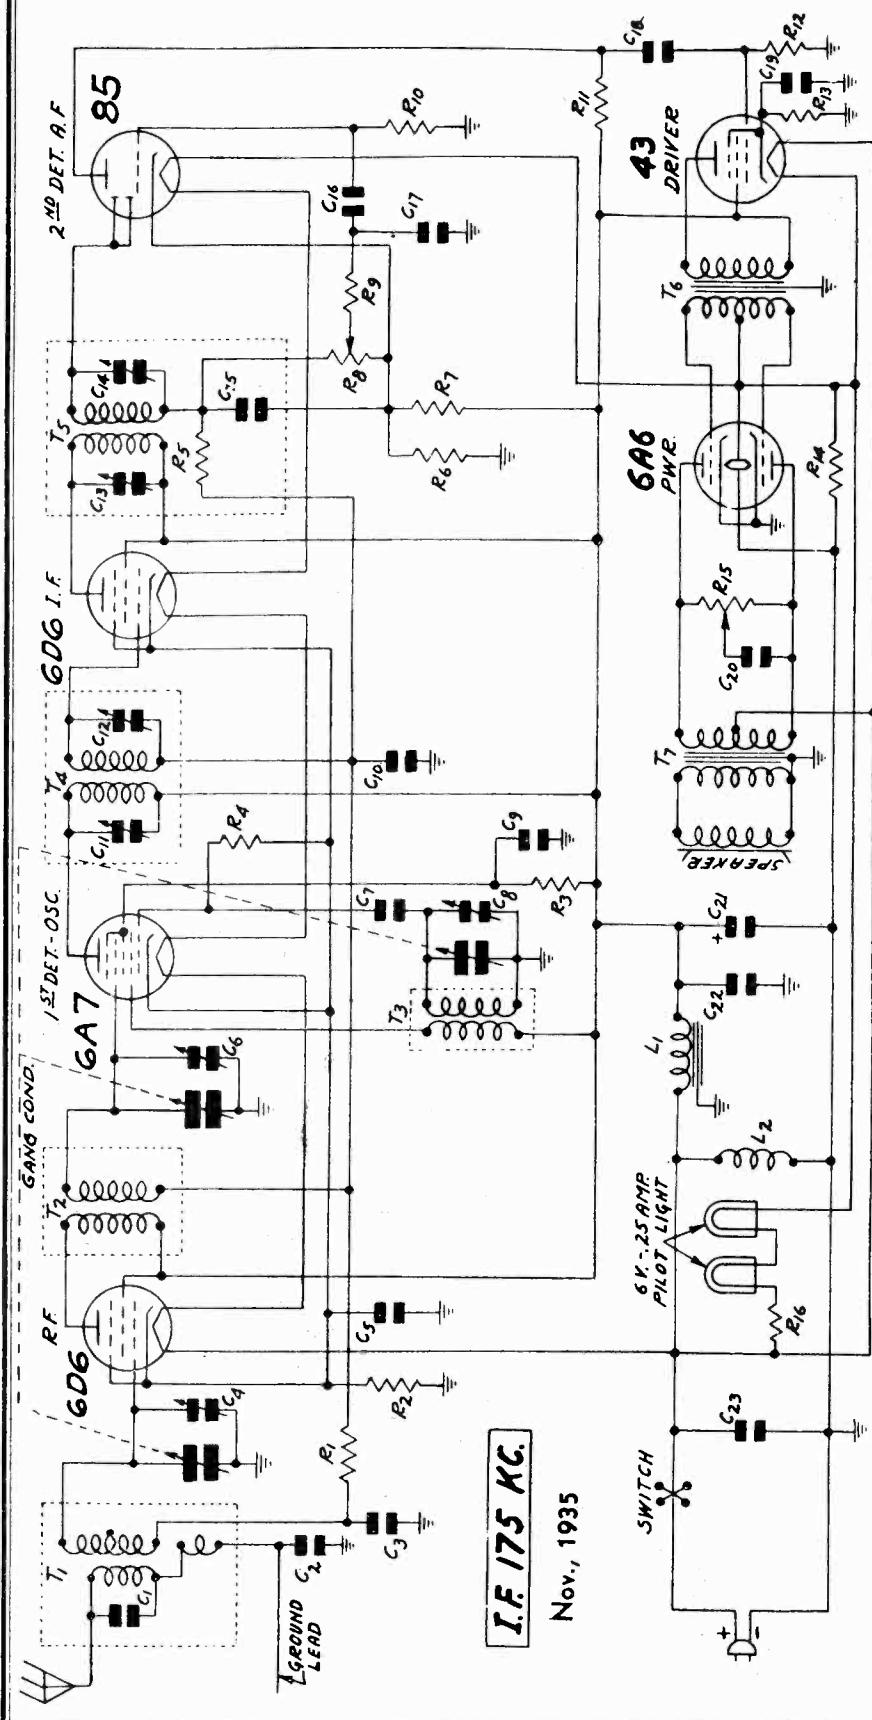 T1
C1
GROUND LEAD
C2
C3
R1
6D6
R.F.
C4
R2
C5
T2
GANG COND.
6A7
1ST DET.-OSC.
C6
T3
C7
C8
C9
R3
R4
T4
C11
C12
C10
6D6 I.F.
T5
C13
C14
R5
C15
R6
R7
R8
R9
C16
C17
R10
2ND DET. A.F.
85
I.F. 175 KC.
Nov., 1935
+
-
SWITCH
C23
R16
6 V.-.25 AMP.
PILOT LIGHT
L2
L1
C22
+
C21
SPEAKER
T7
C20
R15
6A6
PWR.
R14
T6
43
DRIVER
R11
C18
R12
C19
R13